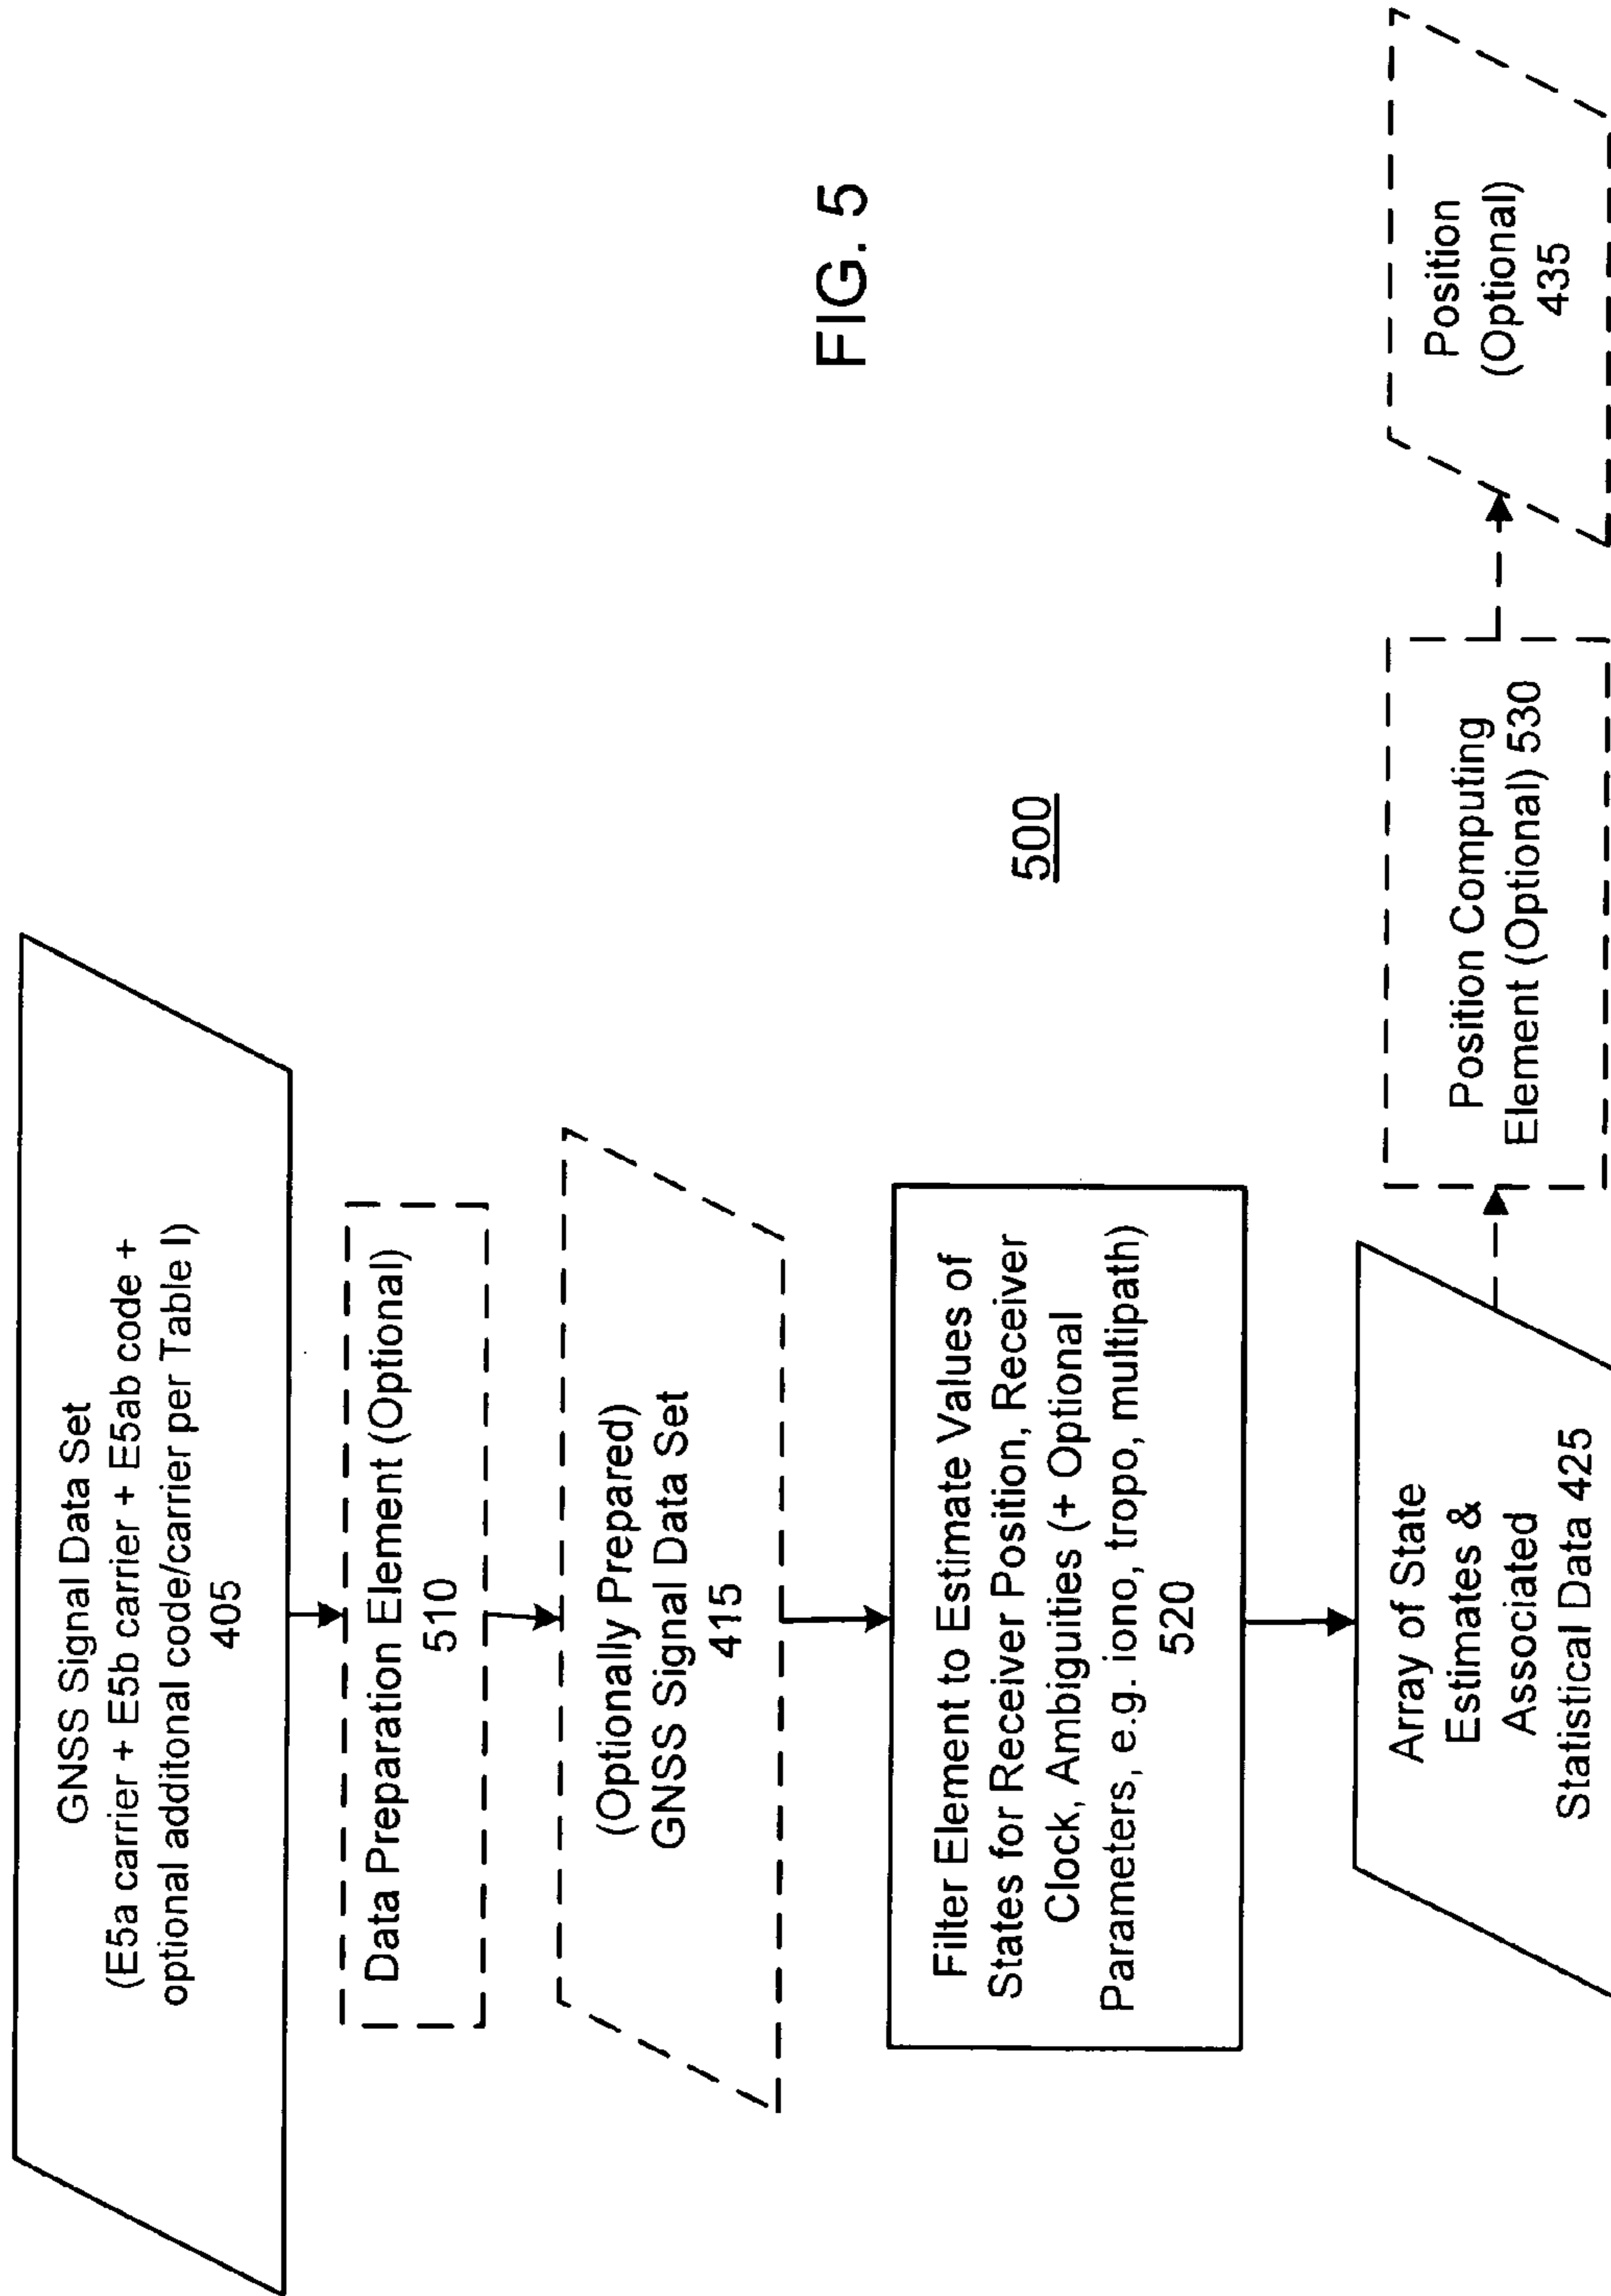 GNSS Signal Data Set
(E5a carrier + E5b carrier + E5ab code +
optional additonal code/carrier per Table I)
405
Data Preparation Element (Optional)
510
(Optionally Prepared)
GNSS Signal Data Set
415
FIG. 5
Filter Element to Estimate Values of
States for Receiver Position, Receiver
Clock, Ambiguities (+ Optional
Parameters, e.g. iono, tropo, multipath)
520
500
Array of State
Estimates &
Associated
Statistical Data 425
Position Computing
Element (Optional) 530
Position
(Optional)
435